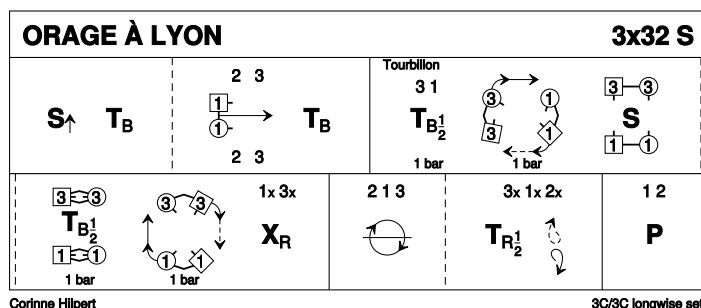 ORAGE À LYON 3x32 S
Tourbillon
2 3
3 1
S T_B
1 T_B
1
T_B½
3 1
3 1
3 3
S
1 1
2 3
1 bar 1 bar
1x 3x 2 1 3 3x 1x 2x 1 2
3 3
T_B½
1 1
3 3
1 1
X_R
T_R½
P
1 bar 1 bar
Corinne Hilpert 3C/3C longwise set